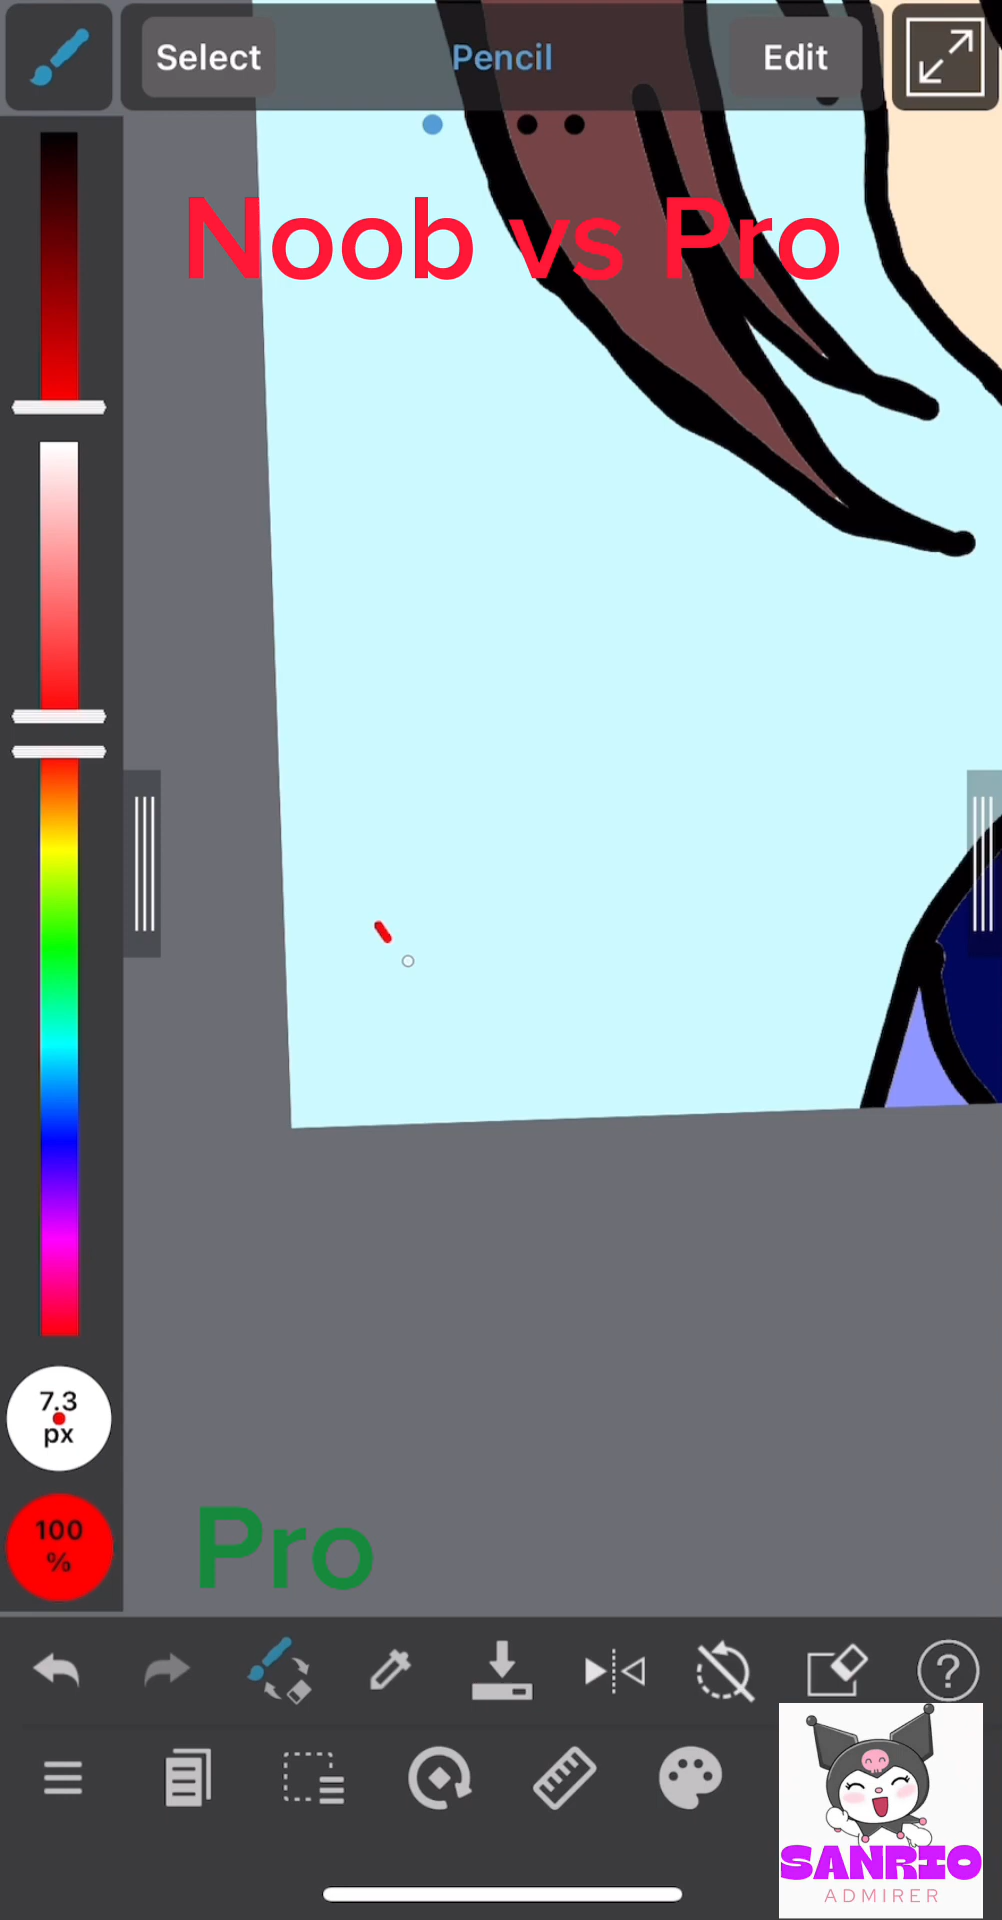 Select Pencil Edit
Noob vs Pro
7.3
px
100
%
Pro
?
SANRIO
ADMIRER